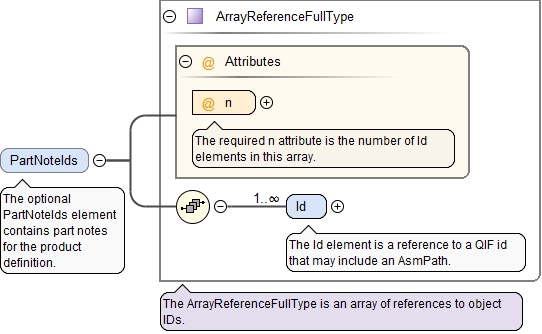 ArrayReferenceFullType
@ Attributes
@ n
The required n attribute is the number of Id
elements in this array.
PartNoteIds
The optional
PartNoteIds element
contains part notes
for the product
definition.
1..∞
Id
The Id element is a reference to a QIF id
that may include an AsmPath.
The ArrayReferenceFullType is an array of references to object
IDs.